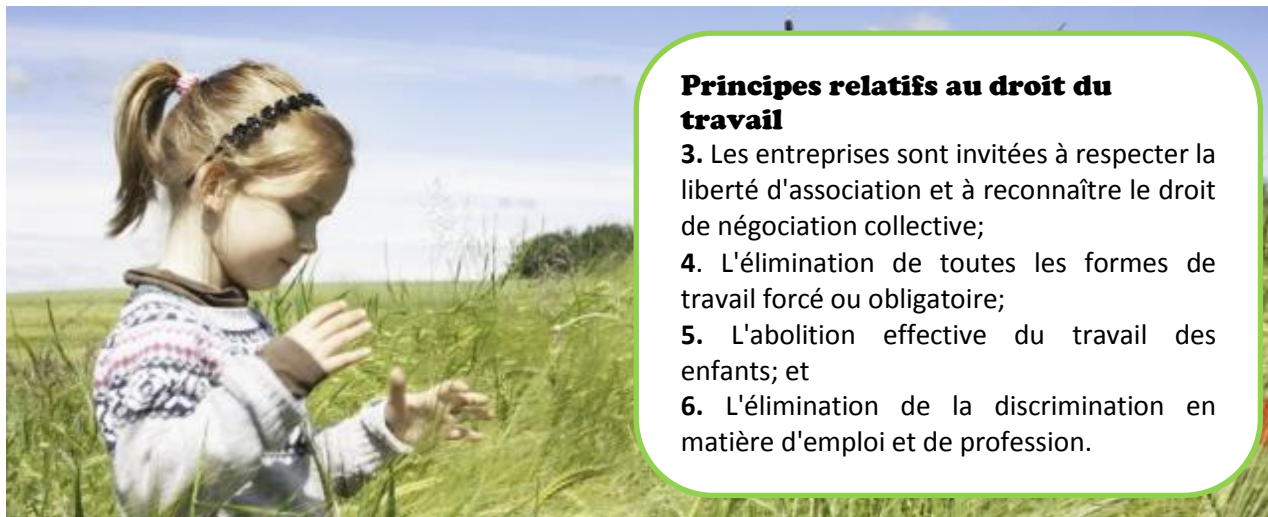 Principes relatifs au droit du
travail
3. Les entreprises sont invitées à respecter la
liberté d'association et à reconnaître le droit
de négociation collective;
4. L'élimination de toutes les formes de
travail forcé ou obligatoire;
5. L'abolition effective du travail des
enfants; et
6. L'élimination de la discrimination en
matière d'emploi et de profession.